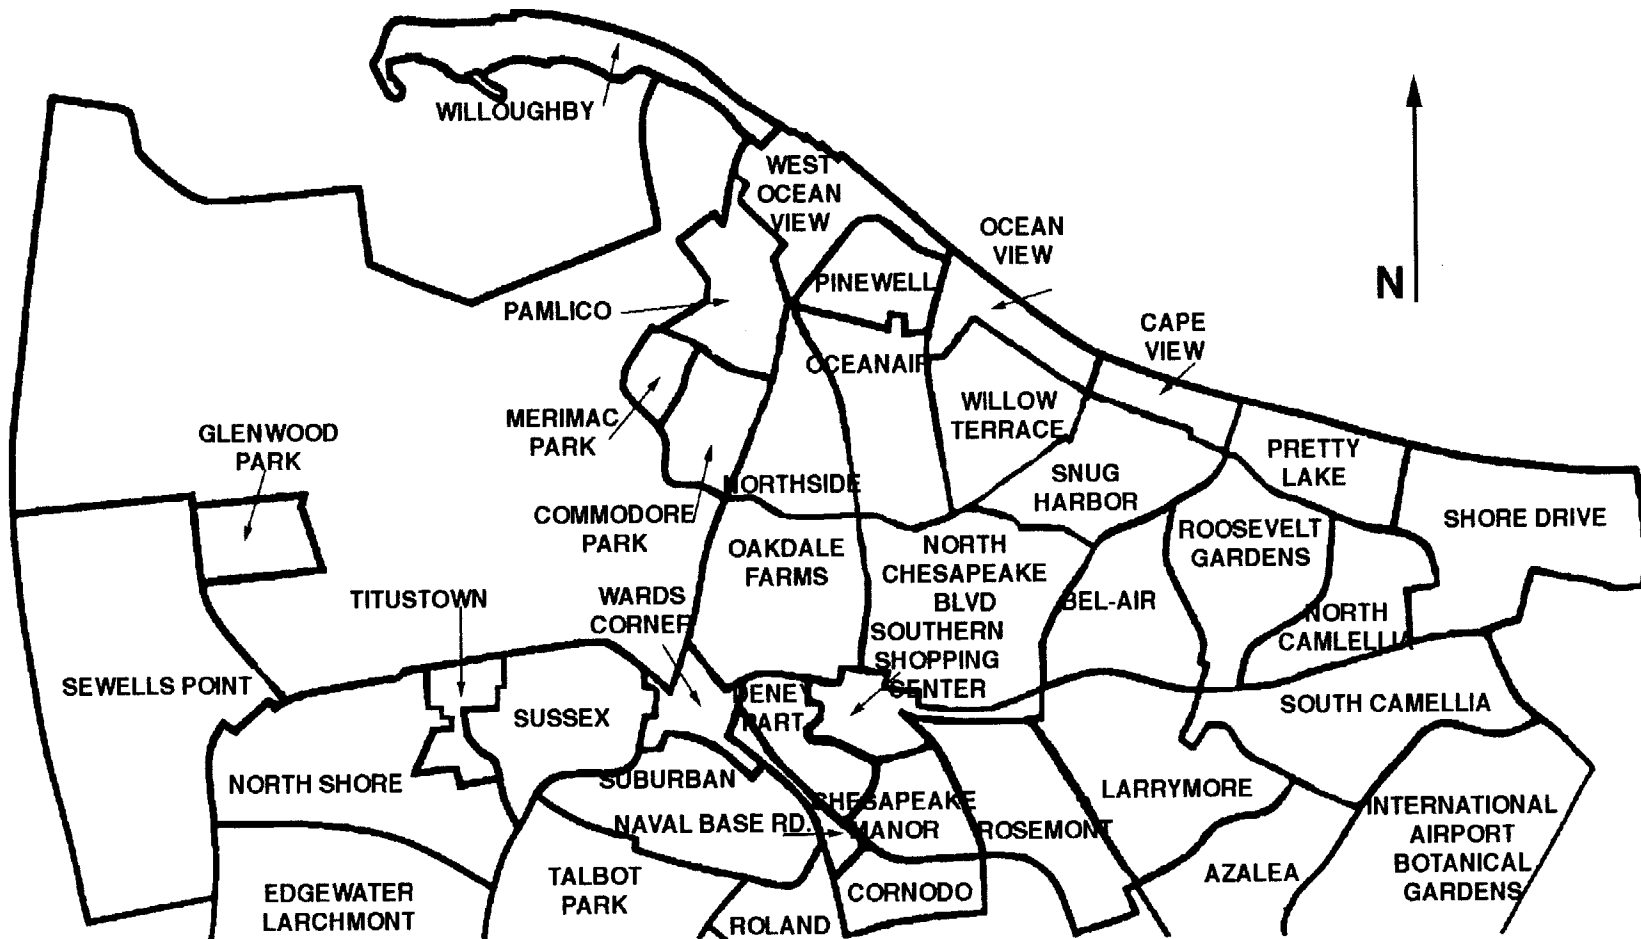 WILLOUGHBY
WEST
OCEAN
VIEW
OCEAN
VIEW
N
PINEWELL
PAMLICO
CAPE
VIEW
OCEANAIR
MERIMAC
PARK
WILLOW
TERRACE
GLENWOOD
PARK
PRETTY
LAKE
SNUG
HARBOR
NORTHSIDE
COMMODORE
PARK
SHORE DRIVE
ROOSEVELT
GARDENS
OAKDALE
FARMS
NORTH
CHESAPEAKE
BLVD
TITUSTOWN
WARDS
CORNER
BEL-AIR
NORTH
CAMLELLIA
SOUTHERN
SHOPPING
CENTER
SEWELLS POINT
SUSSEX
DENEY
PART
SOUTH CAMELLIA
NORTH SHORE
SUBURBAN
LARRYMORE
NAVAL BASE RD.
CHESAPEAKE
MANOR
ROSEMONT
INTERNATIONAL
AIRPORT
BOTANICAL
GARDENS
EDGEWATER
LARCHMONT
TALBOT
PARK
CORNODO
AZALEA
ROLAND